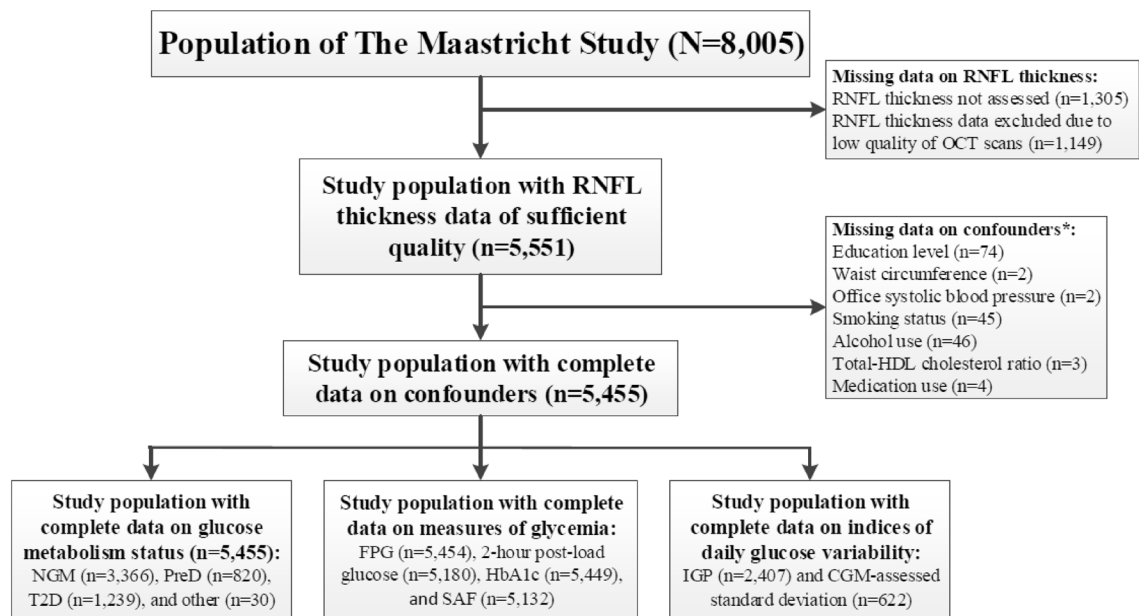 Population of The Maastricht Study (N=8,005)
Missing data on RNFL thickness:
RNFL thickness not assessed (n=1,305)
RNFL thickness data excluded due to
low quality of OCT scans (n=1,149)
Study population with RNFL
thickness data of sufficient
quality (n=5,551)
Missing data on confounders*:
Education level (n=74)
Waist circumference (n=2)
Office systolic blood pressure (n=2)
Smoking status (n=45)
Alcohol use (n=46)
Total-HDL cholesterol ratio (n=3)
Medication use (n=4)
Study population with complete
data on confounders (n=5,455)
Study population with
complete data on glucose
metabolism status (n=5,455):
NGM (n=3,366), PreD (n=820),
T2D (n=1,239), and other (n=30)
Study population with complete
data on measures of glycemia:
FPG (n=5,454), 2-hour post-load
glucose (n=5,180), HbA1c (n=5,449),
and SAF (n=5,132)
Study population with
complete data on indices of
daily glucose variability:
IGP (n=2,407) and CGM-assessed
standard deviation (n=622)